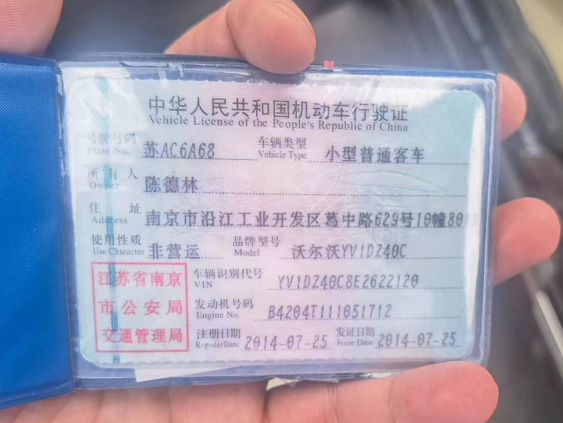 中华人民共和国机动车行驶证
Vehicle License of the People's Republic of China
号牌号码 苏AC6A68 车辆类型 小型普通客车
Plate No. Vehicle Type
所有人 陈德林
Owner
住址 南京市沿江工业开发区葛中路629号10幢80
Address
使用性质 非营运 品牌型号 沃尔沃YV1DZ40C
Use Character Model
江苏省南京
市公安局
交通管理局
车辆识别代号 YV1DZ40C8E2622120
VIN
发动机号码 B4204T111051712
Engine No.
注册日期 2014-07-25 发证日期 2014-07-25
Register Date Issue Date